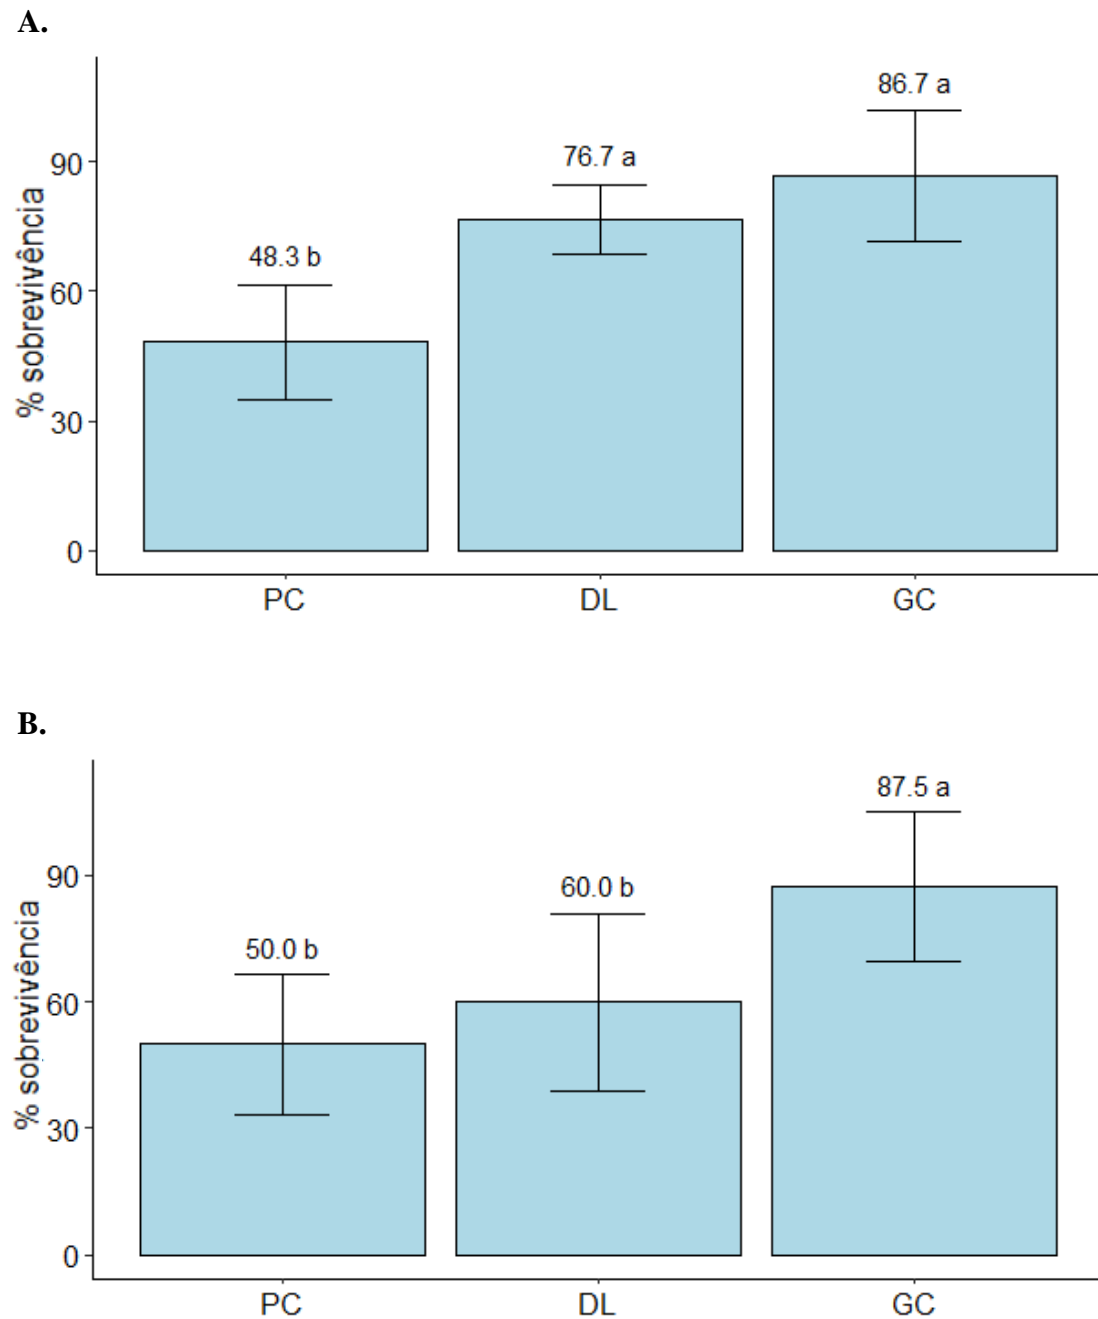 A.
86.7 a
76.7 a
48.3 b
% sobrevivência
90
60
30
0
PC DL GC
B.
87.5 a
60.0 b
50.0 b
% sobrevivência
90
60
30
0
PC DL GC